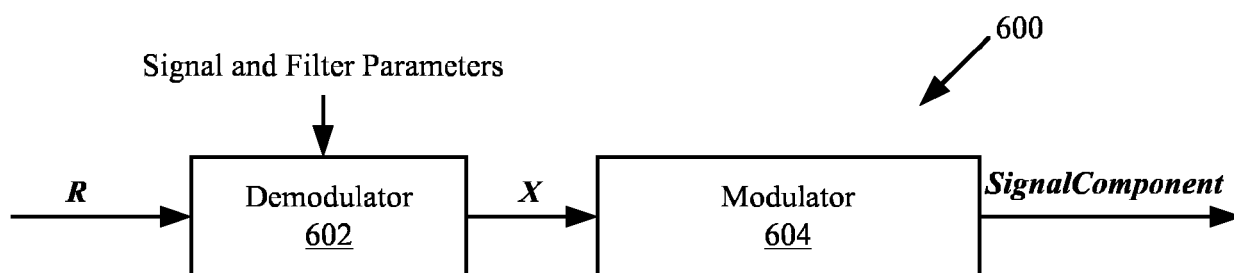 600
Signal and Filter Parameters
R
Demodulator
602
X
Modulator
604
SignalComponent